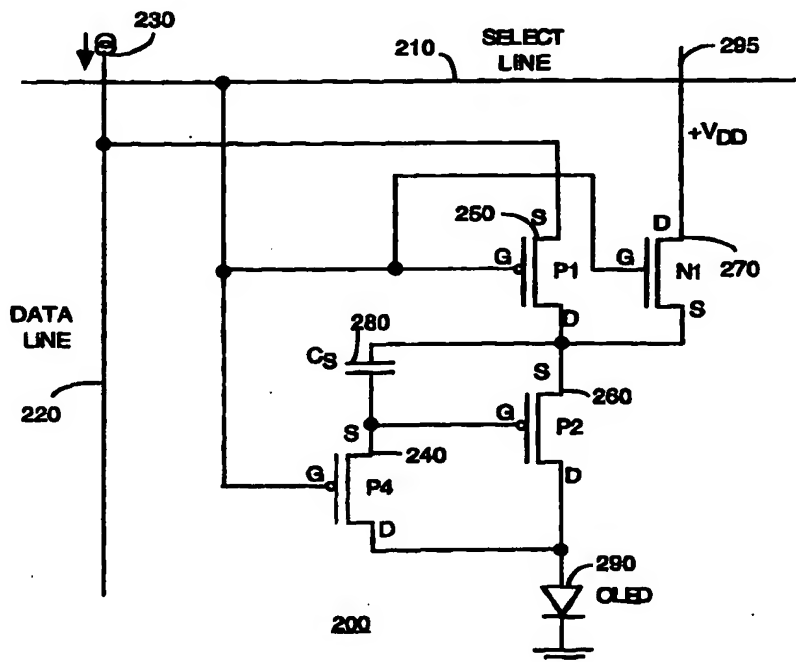 230
SELECT
LINE
210
295
+VDD
250
S
D
G
P1
G
N1
270
S
DATA
LINE
280
D
CS
S
260
220
G
P2
S
240
G
P4
D
D
290
OLED
200